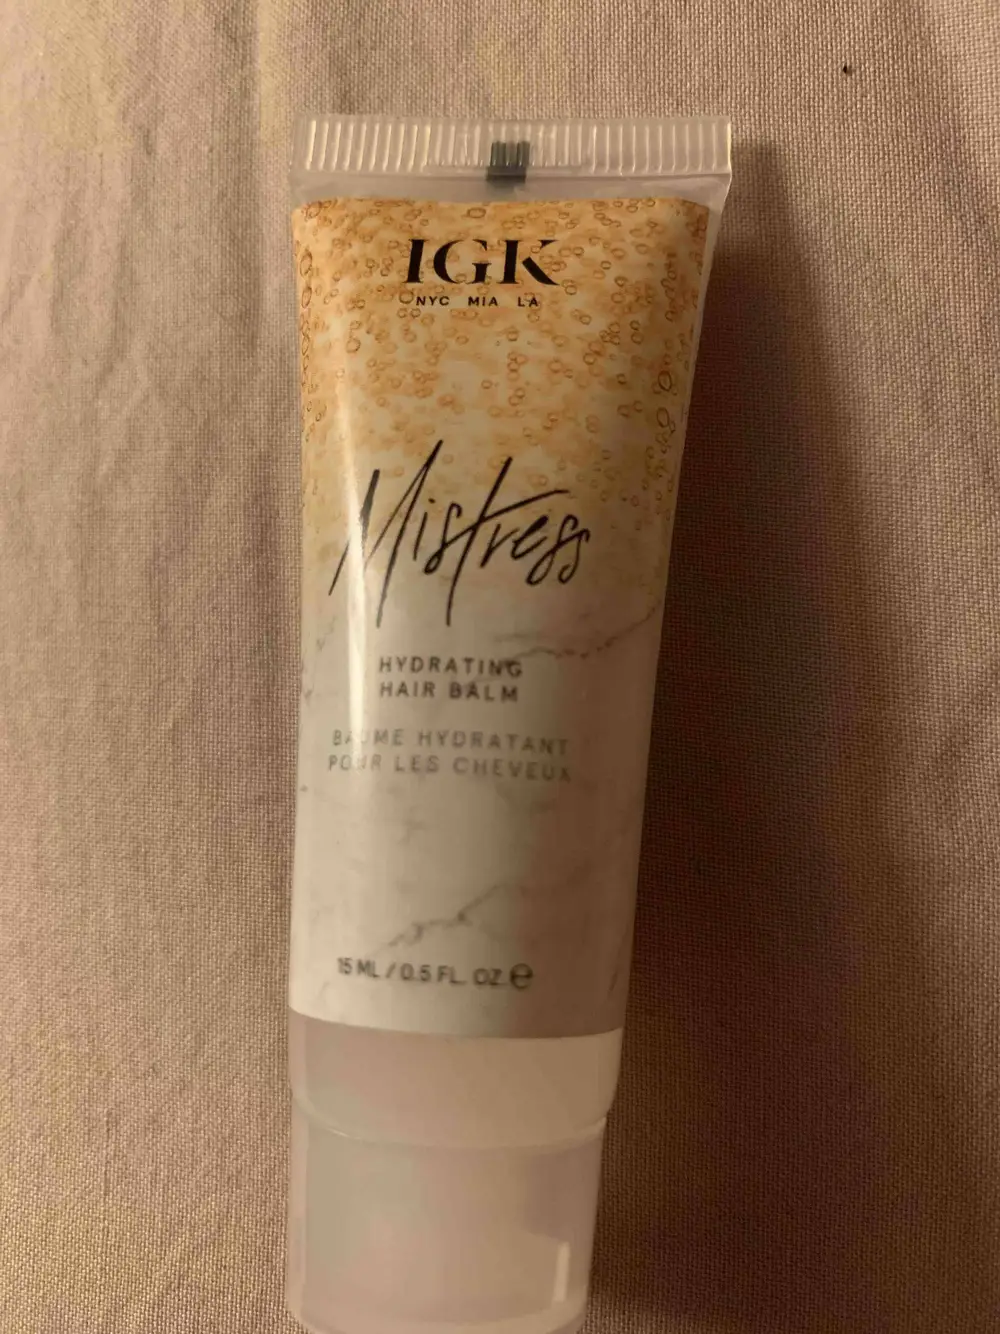 IGK
NYC MIA LA
Mistress
HYDRATING
HAIR BALM
BAUME HYDRATANT
POUR LES CHEVEUX
15 ML / 0.5 FL. OZ ℮